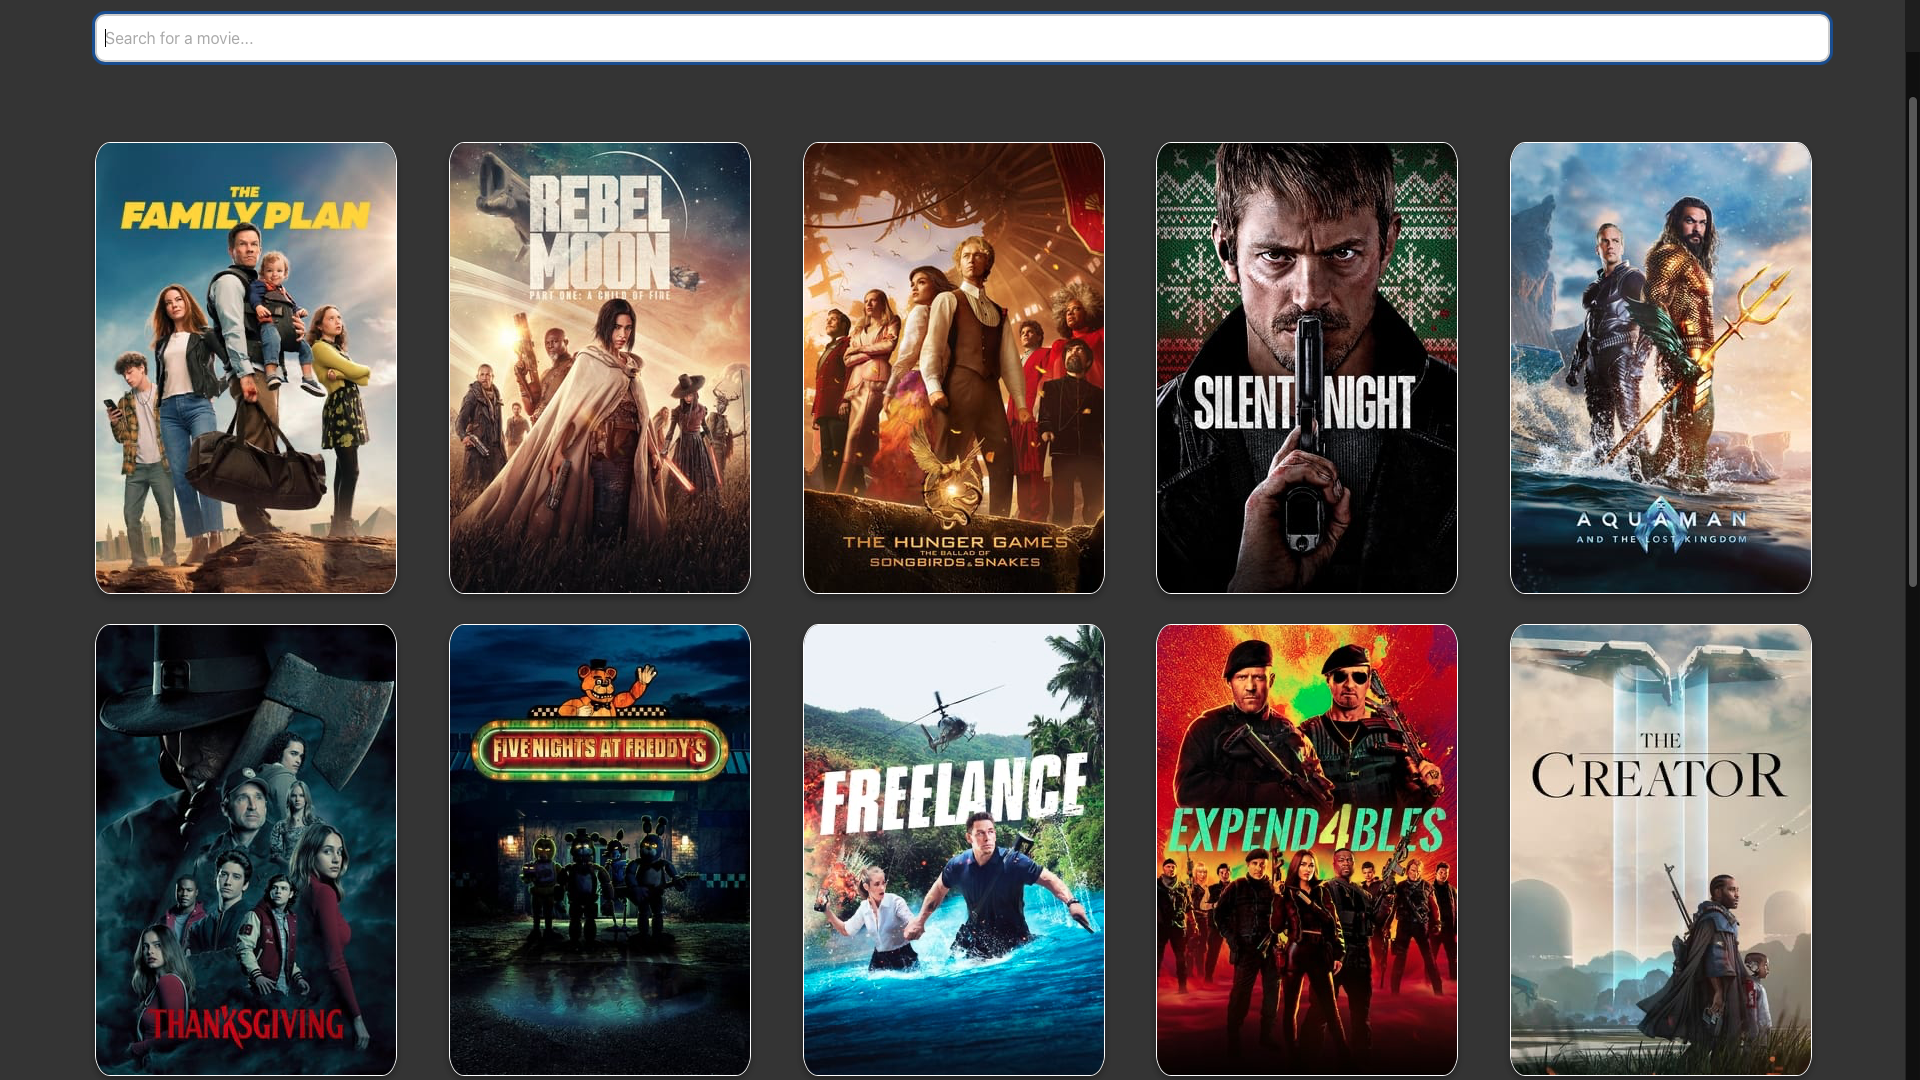 Search for a movie...
THE
FAMILY PLAN
REBEL
MOON
PART ONE: A CHILD OF FIRE
THE HUNGER GAMES
THE BALLAD OF
SONGBIRDS & SNAKES
SILENT NIGHT
AQUAMAN
AND THE LOST KINGDOM
THANKSGIVING
FIVE NIGHTS AT FREDDY'S
FREELANCE
EXPEND4BLES
THE
CREATOR